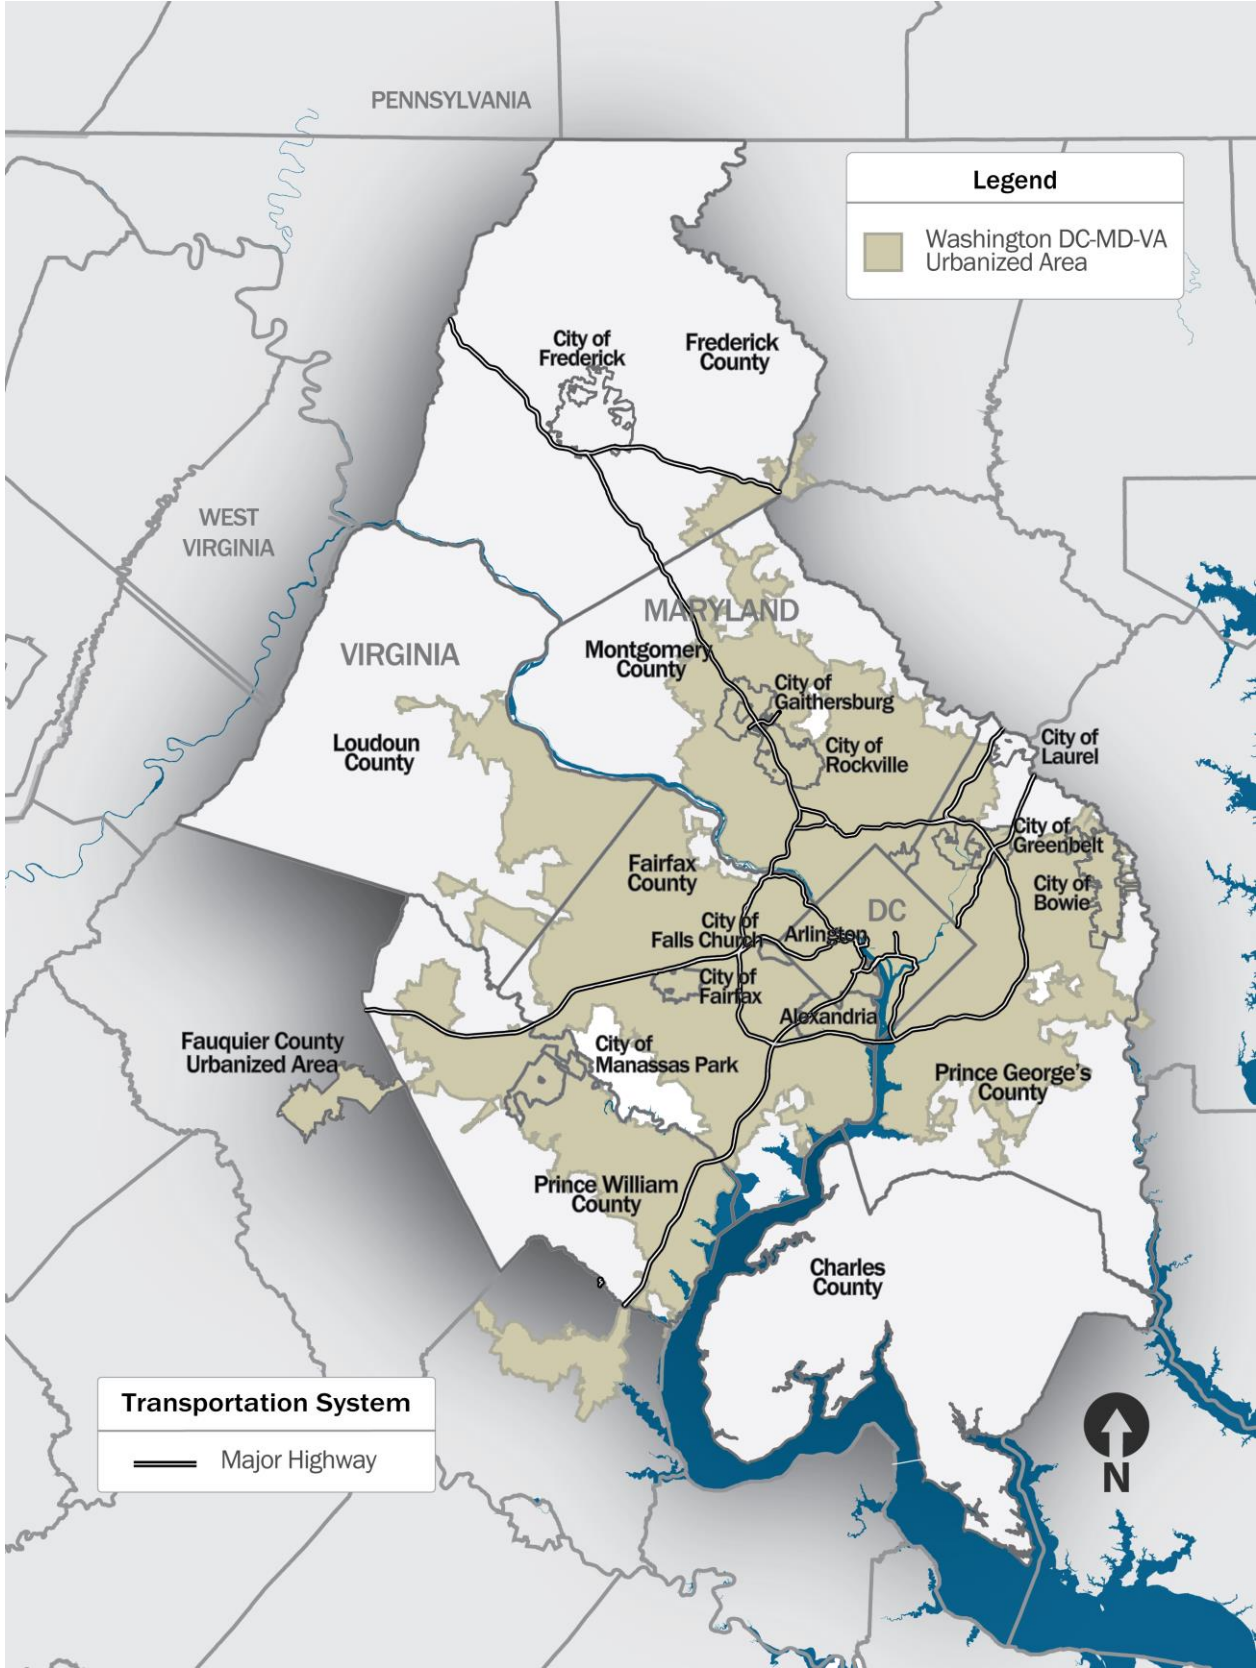 PENNSYLVANIA
Legend
Washington DC-MD-VA
Urbanized Area
City of
Frederick
Frederick
County
WEST
VIRGINIA
MARYLAND
VIRGINIA
Montgomery
County
City of
Gaithersburg
Loudoun
County
City of
Rockville
City of
Laurel
City of
Greenbelt
Fairfax
County
City of
Bowie
DC
City of
Falls Church
Arlington
City of
Fairfax
Alexandria
Fauquier County
Urbanized Area
City of
Manassas Park
Prince George's
County
Prince William
County
Charles
County
Transportation System
Major Highway
N